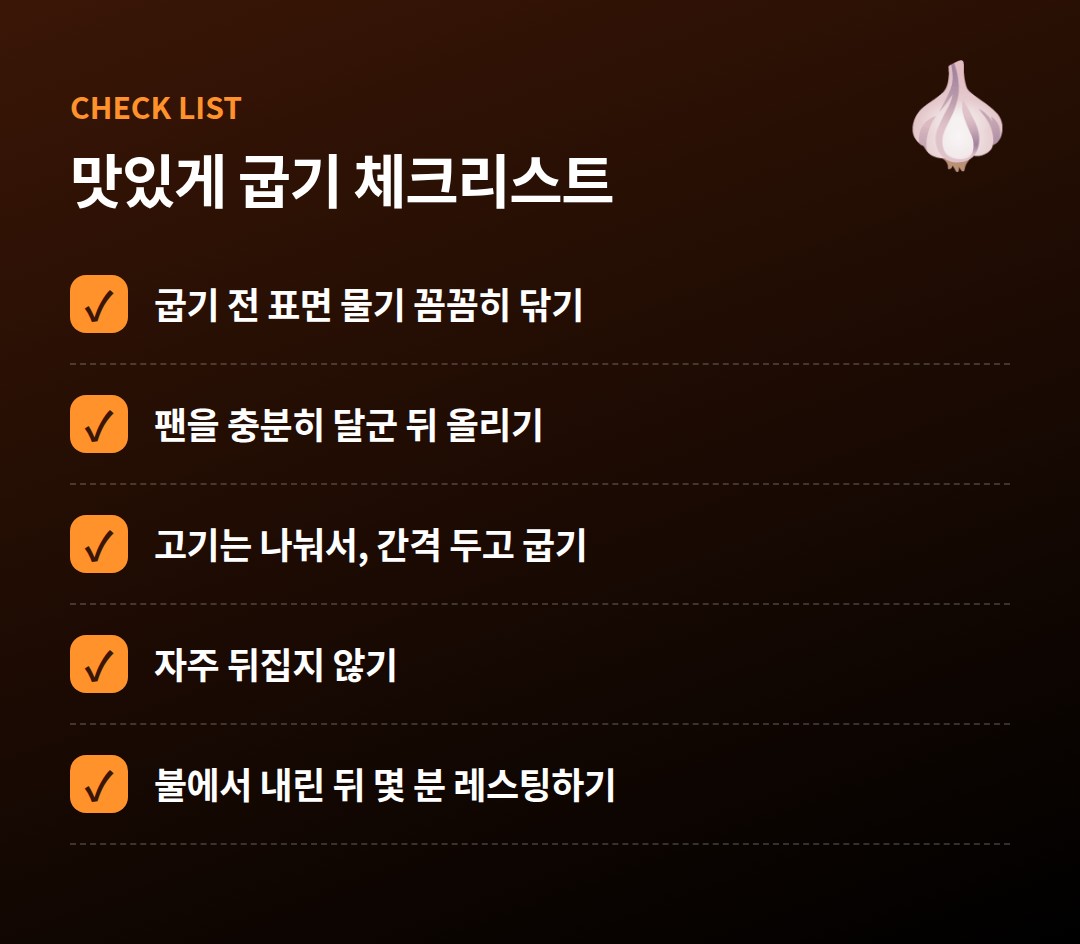 CHECK LIST
맛있게 굽기 체크리스트
굽기 전 표면 물기 꼼꼼히 닦기
팬을 충분히 달군 뒤 올리기
고기는 나눠서, 간격 두고 굽기
자주 뒤집지 않기
불에서 내린 뒤 몇 분 레스팅하기